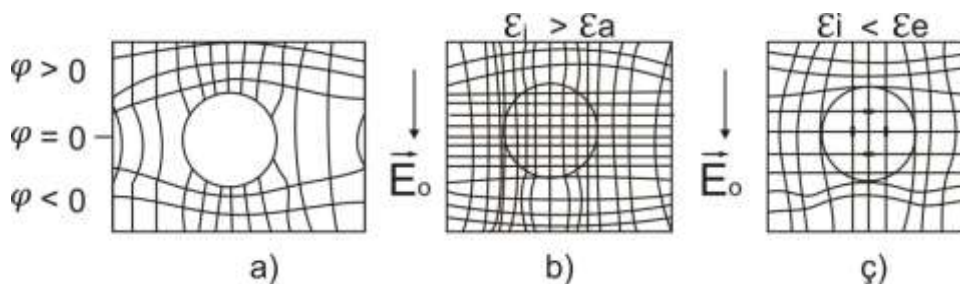 εi > εa
εi < εe
φ > 0
φ = 0
φ < 0
E₀
E₀
a)
b)
ç)